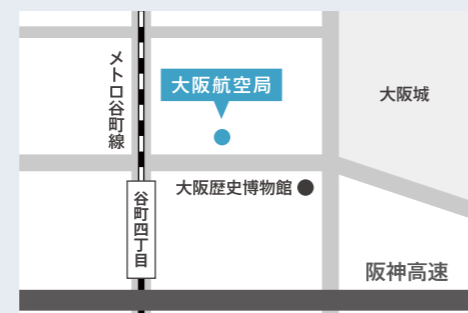 メトロ谷町線
大阪航空局
大阪城
大阪歴史博物館
谷町四丁目
阪神高速